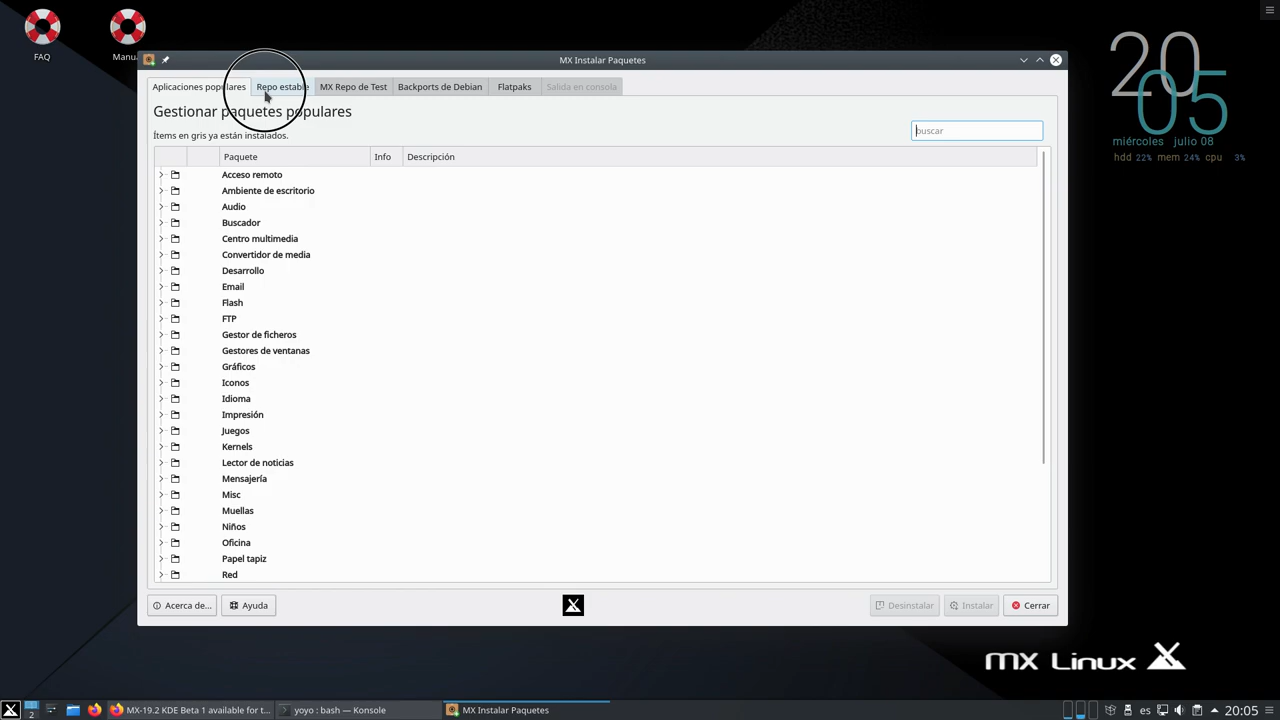 FAQ
Manu
MX Instalar Paquetes
20
05
miércoles julio 08
hdd 22% mem 24% cpu 3%
Aplicaciones populares
Repo estable
MX Repo de Test
Backports de Debian
Flatpaks
Salida en consola
Gestionar paquetes populares
Ítems en gris ya están instalados.
buscar
Paquete Info Descripción
Acceso remoto
Ambiente de escritorio
Audio
Buscador
Centro multimedia
Convertidor de media
Desarrollo
Email
Flash
FTP
Gestor de ficheros
Gestores de ventanas
Gráficos
Iconos
Idioma
Impresión
Juegos
Kernels
Lector de noticias
Mensajería
Misc
Muellas
Niños
Oficina
Papel tapiz
Red
Acerca de...
Ayuda
Desinstalar
Instalar
Cerrar
MX Linux
2
MX-19.2 KDE Beta 1 available for t...
yoyo : bash — Konsole
MX Instalar Paquetes
es
20:05